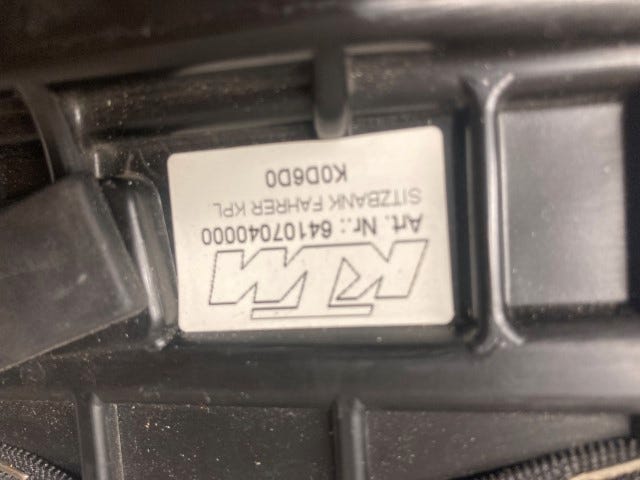 KTM
Art. Nr.: 64107040000
SITZBANK FAHRER KPL.
K0D6D0